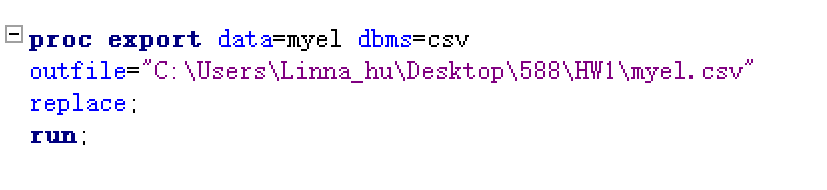 proc export data=myel dbms=csv
outfile="C:\Users\Linna_hu\Desktop\588\HW1\myel.csv"
replace;
run;